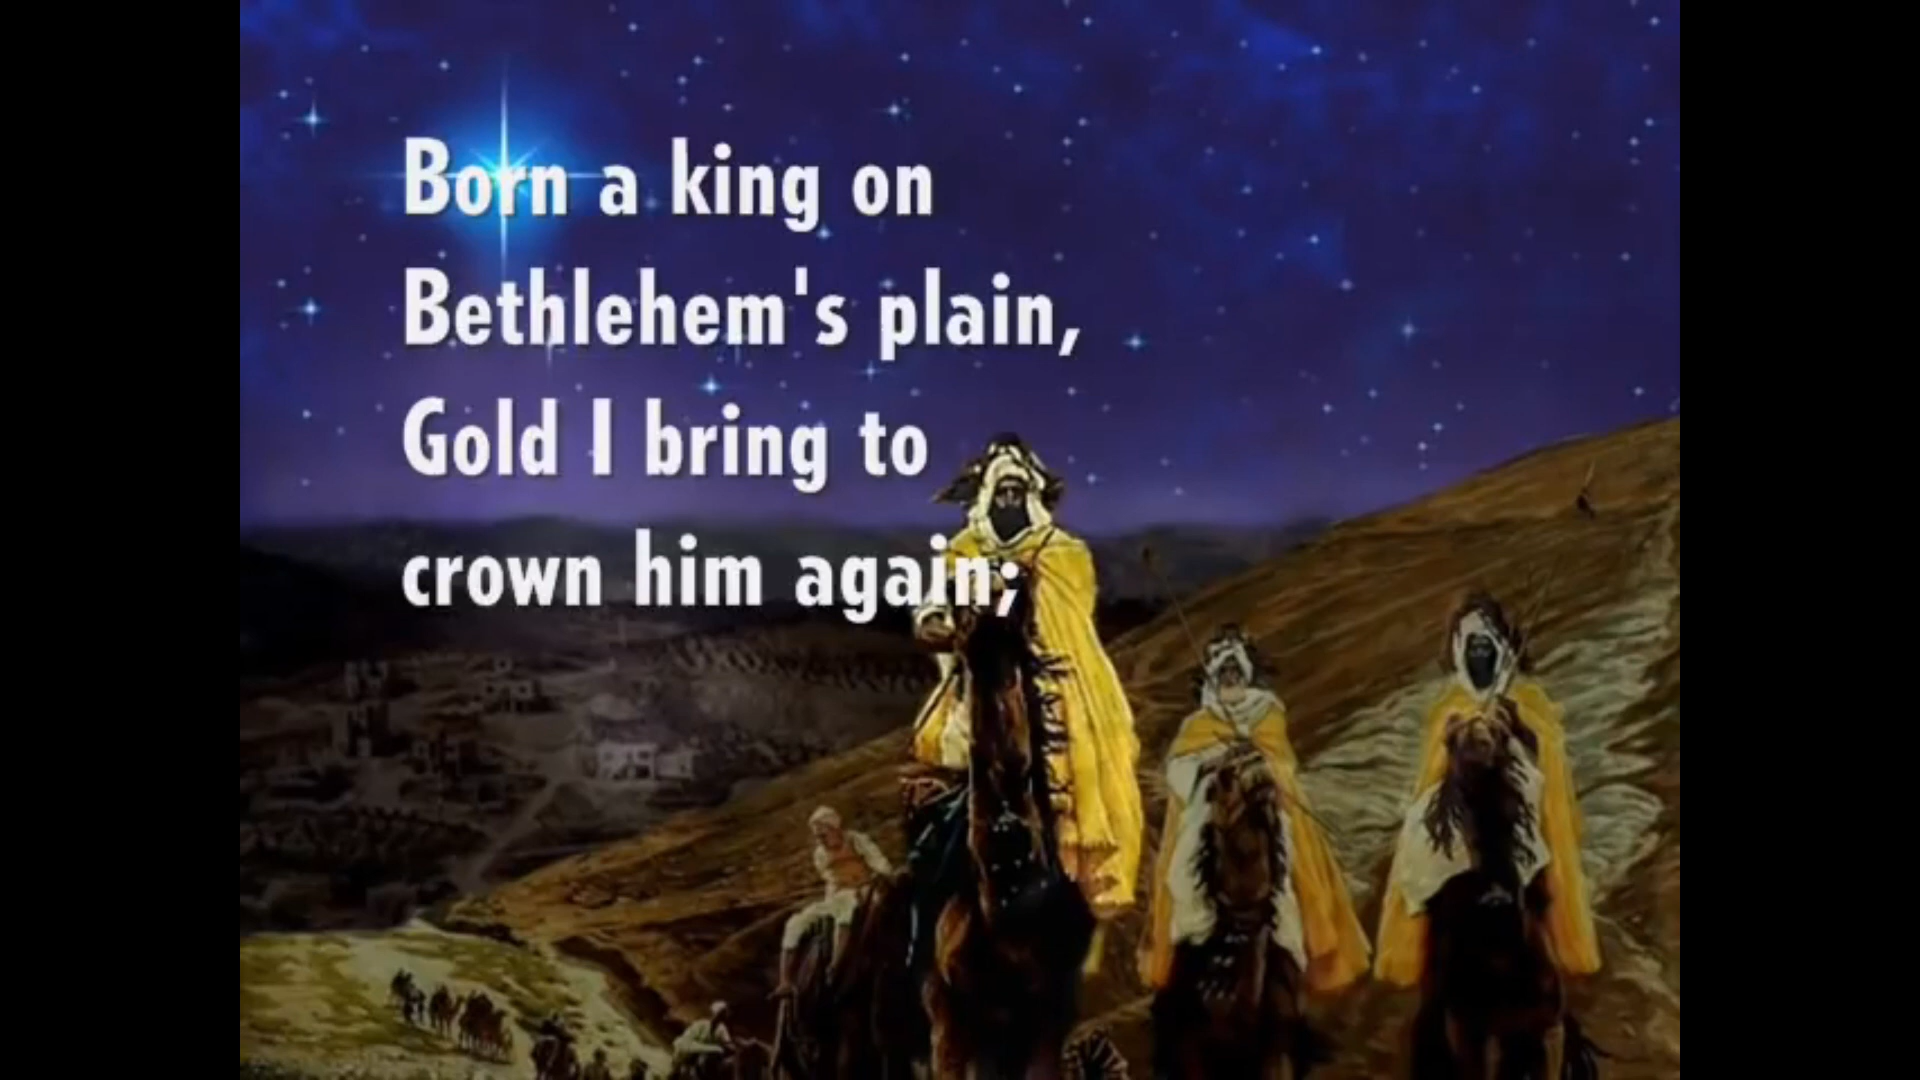 Born a king on
Bethlehem's plain,
Gold I bring to
crown him again;